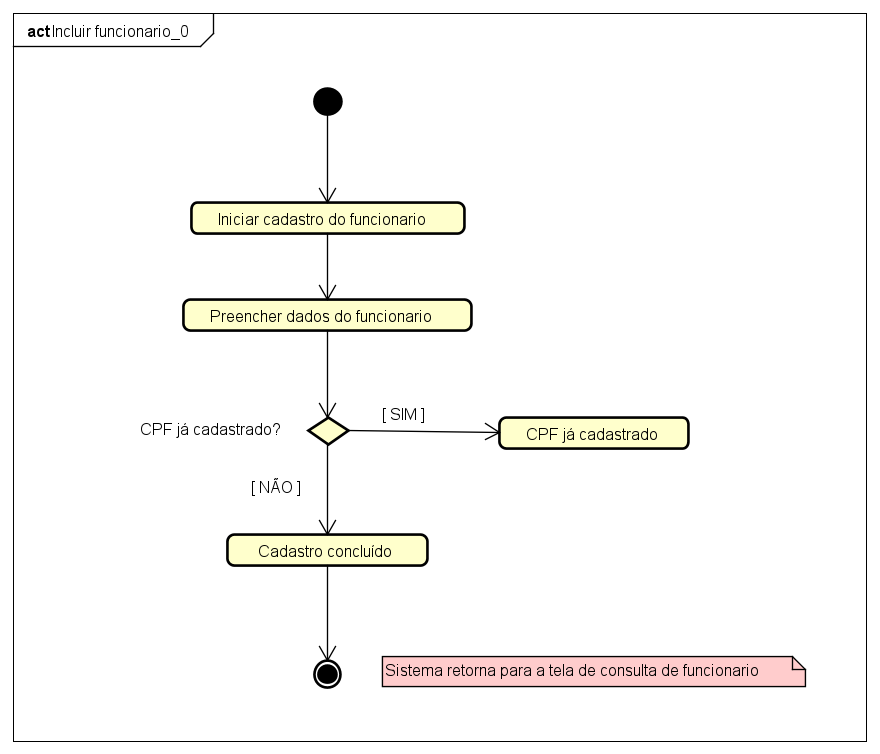 act Incluir funcionario_0
Iniciar cadastro do funcionario
Preencher dados do funcionario
[ SIM ]
CPF já cadastrado?
CPF já cadastrado
[ NÃO ]
Cadastro concluído
Sistema retorna para a tela de consulta de funcionario